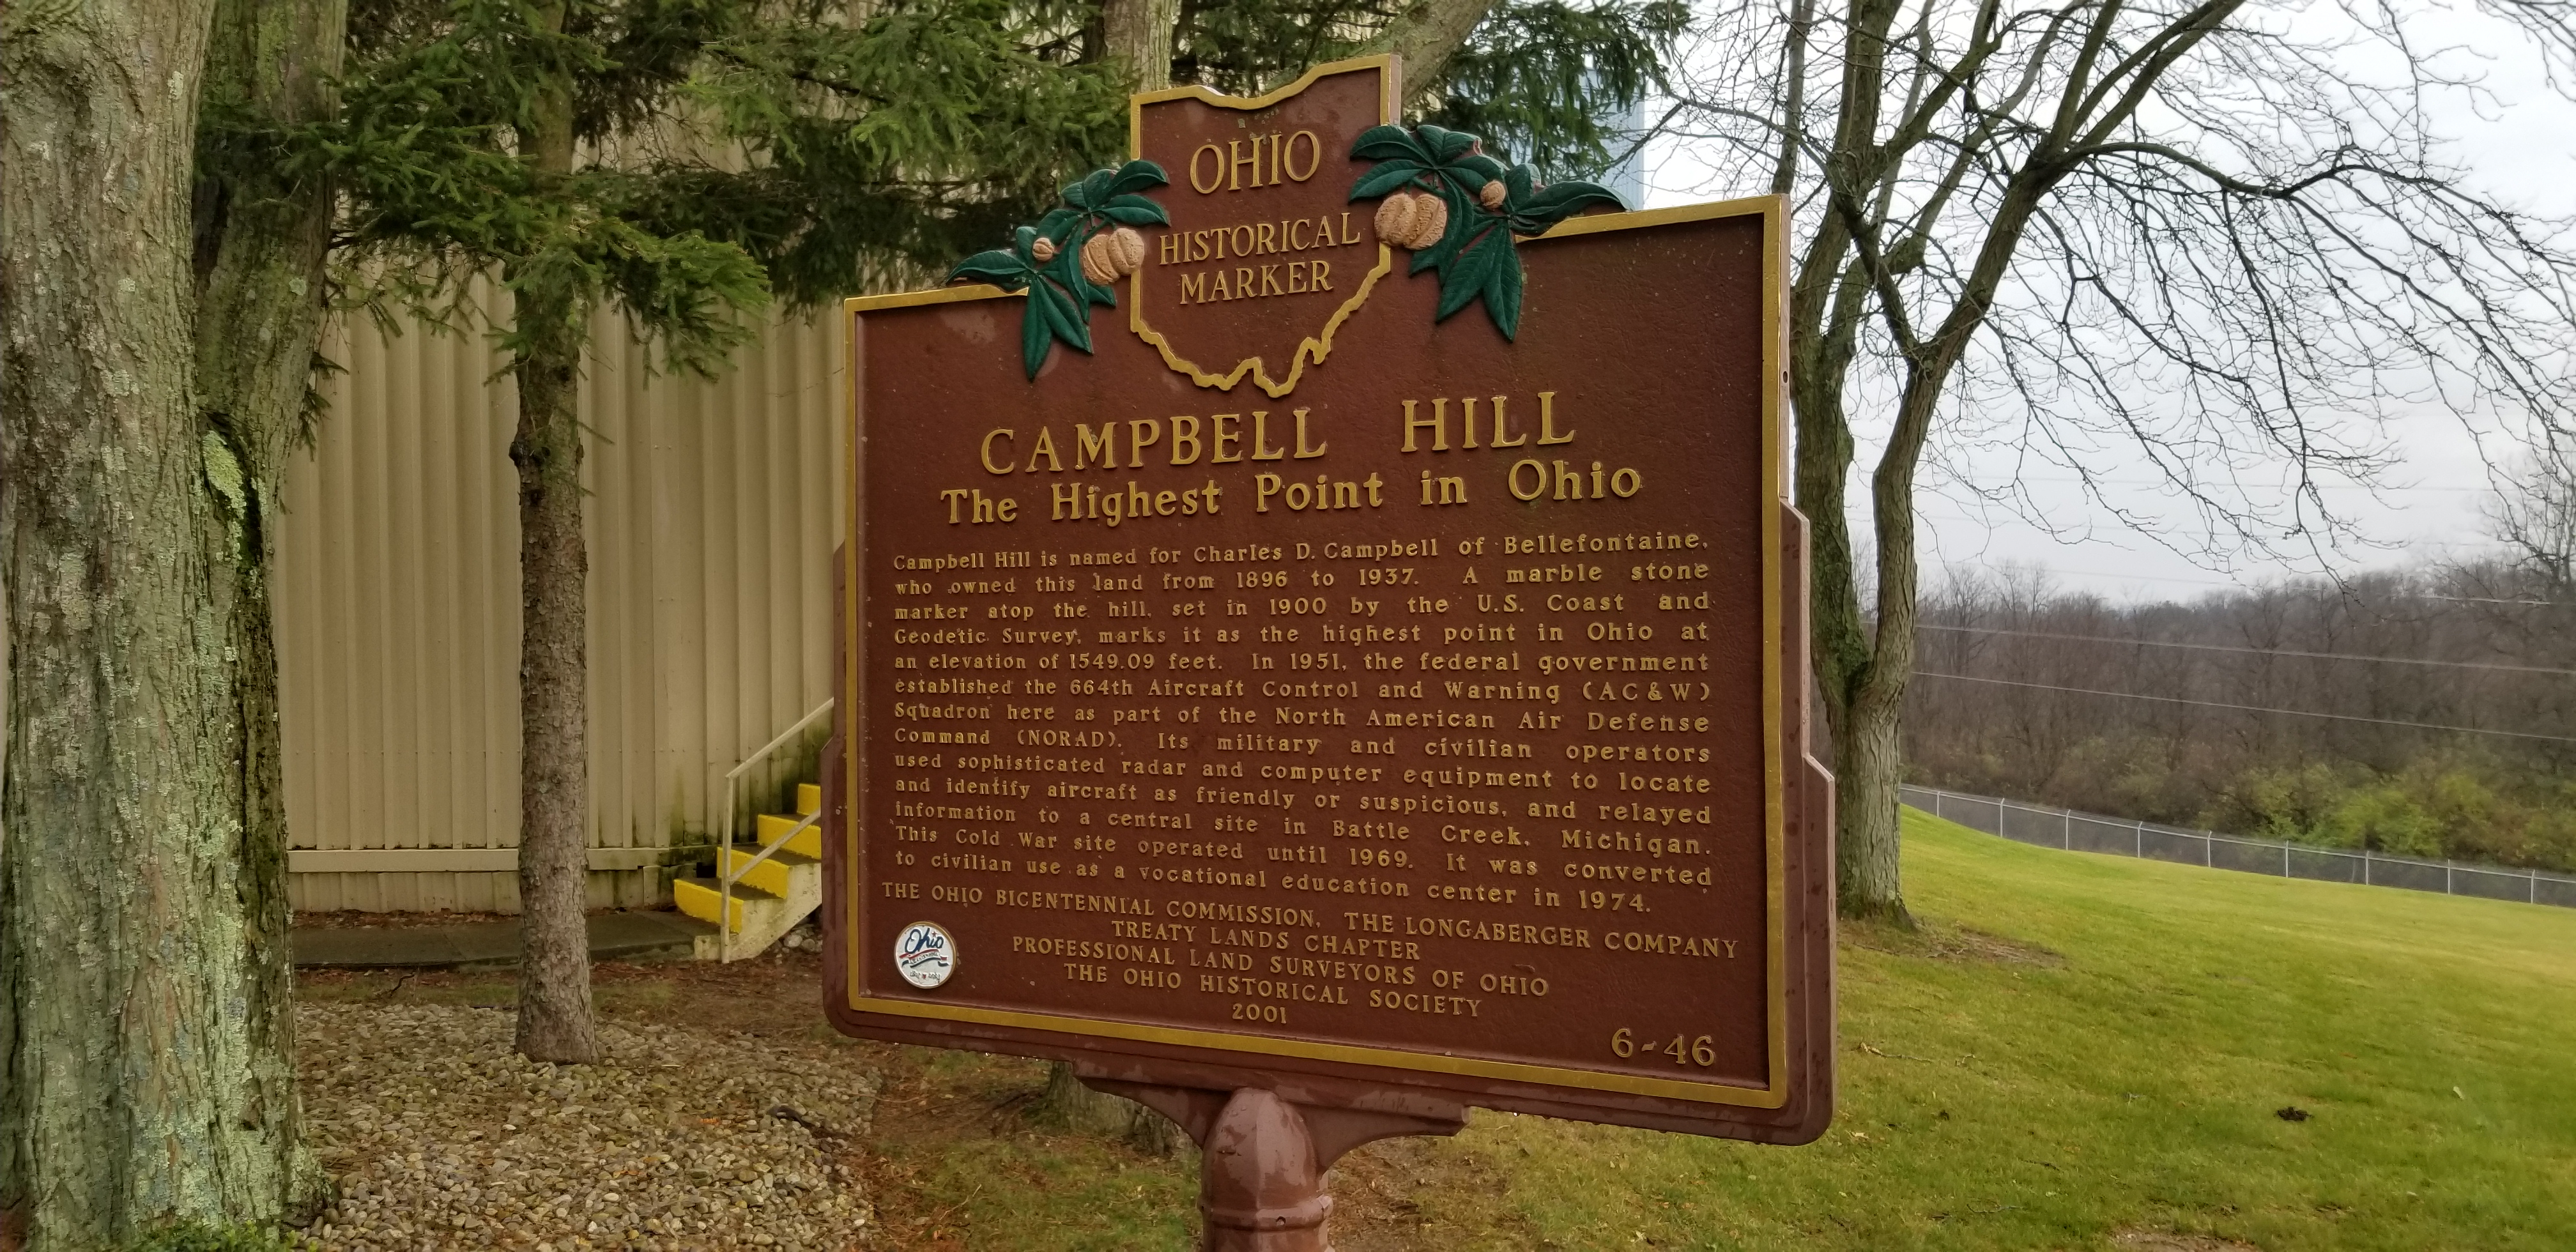 OHIO
HISTORICAL
MARKER
CAMPBELL HILL
The Highest Point in Ohio
Campbell Hill is named for Charles D. Campbell of Bellefontaine,
who owned this land from 1896 to 1937. A marble stone
marker atop the hill, set in 1900 by the U.S. Coast and
Geodetic Survey, marks it as the highest point in Ohio at
an elevation of 1549.09 feet. In 1951, the federal government
established the 664th Aircraft Control and Warning (AC&W)
Squadron here as part of the North American Air Defense
Command (NORAD). Its military and civilian operators
used sophisticated radar and computer equipment to locate
and identify aircraft as friendly or suspicious, and relayed
information to a central site in Battle Creek, Michigan.
This Cold War site operated until 1969. It was converted
to civilian use as a vocational education center in 1974.
THE OHIO BICENTENNIAL COMMISSION, THE LONGABERGER COMPANY
TREATY LANDS CHAPTER
PROFESSIONAL LAND SURVEYORS OF OHIO
THE OHIO HISTORICAL SOCIETY
2001
Ohio
6-46